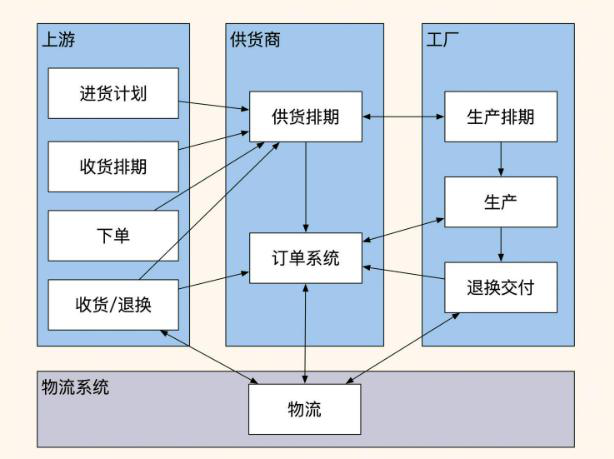 上游
进货计划
收货排期
下单
收货/退换
供货商
供货排期
订单系统
工厂
生产排期
生产
退换交付
物流系统
物流